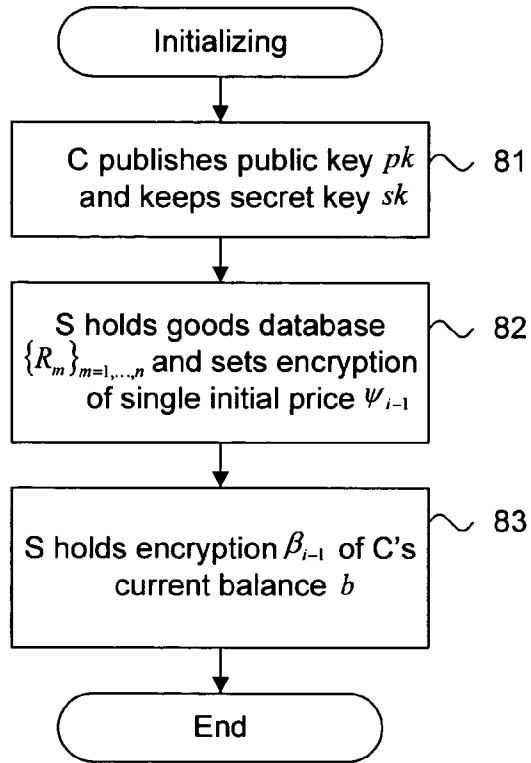 Initializing
C publishes public key pk
and keeps secret key sk
81
S holds goods database
{R_m}_{m=1,…,n} and sets encryption
of single initial price ψ_{i−1}
82
S holds encryption β_{i−1} of C's
current balance b
83
End